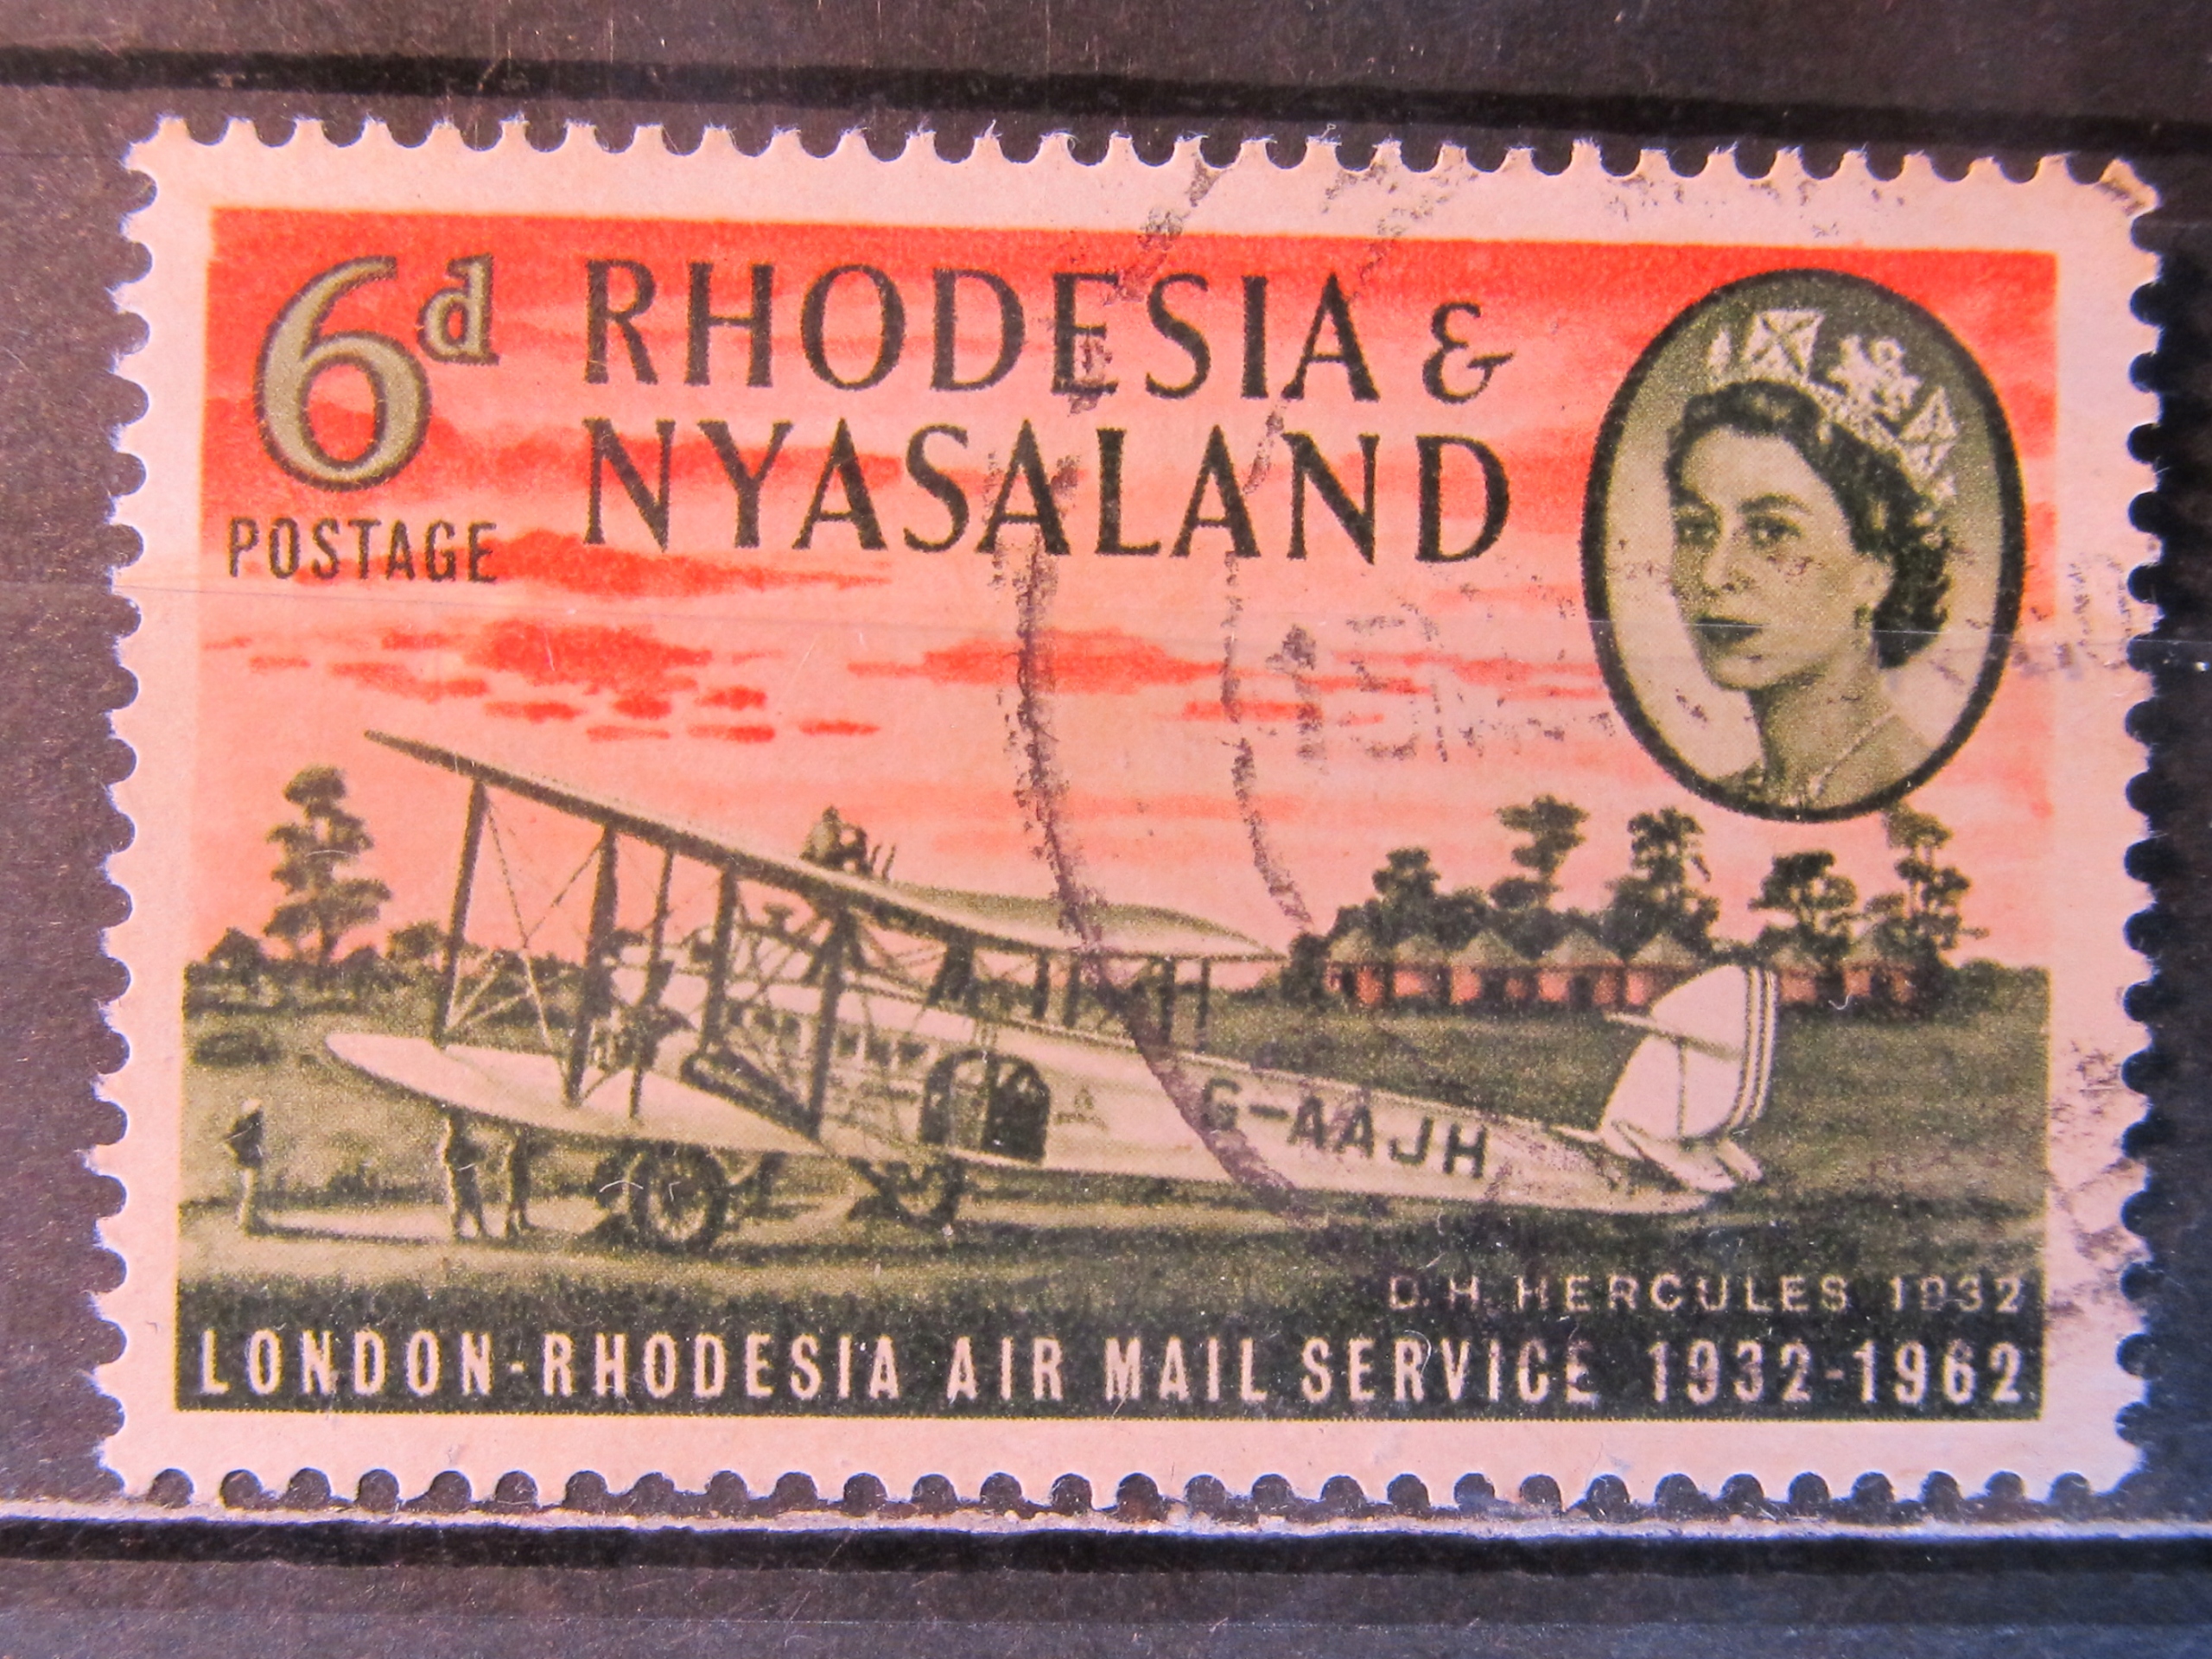 6d
POSTAGE
RHODESIA &
NYASALAND
G-AAJH
D.H. HERCULES 1932
LONDON-RHODESIA AIR MAIL SERVICE 1932-1962